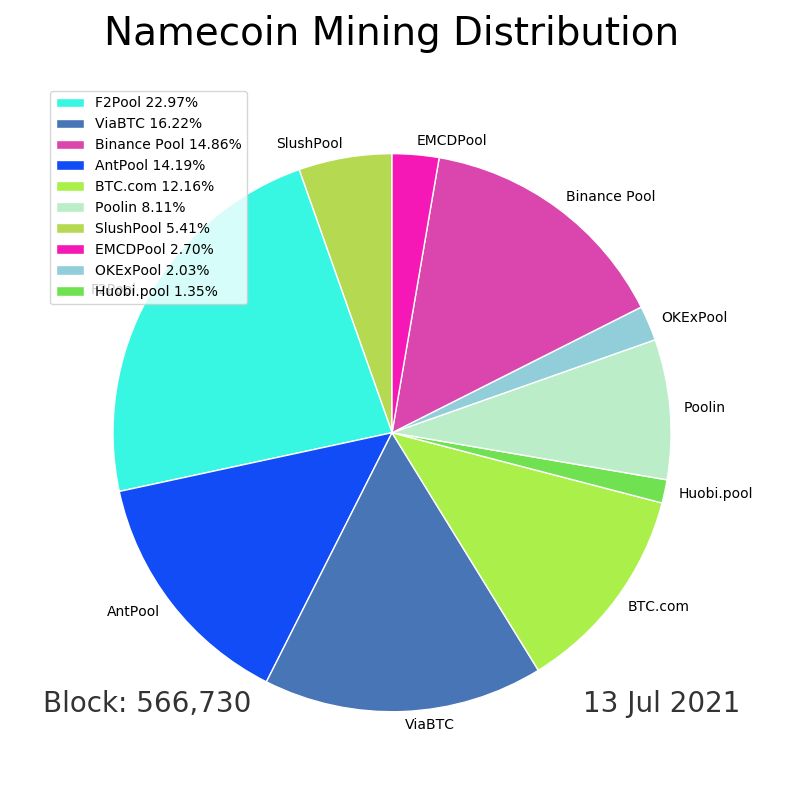 Namecoin Mining Distribution
F2Pool 22.97%
ViaBTC 16.22%
Binance Pool 14.86%
AntPool 14.19%
BTC.com 12.16%
Poolin 8.11%
SlushPool 5.41%
EMCDPool 2.70%
OKExPool 2.03%
Huobi.pool 1.35%
SlushPool
EMCDPool
Binance Pool
OKExPool
Poolin
Huobi.pool
BTC.com
ViaBTC
AntPool
F2Pool
Block: 566,730
13 Jul 2021